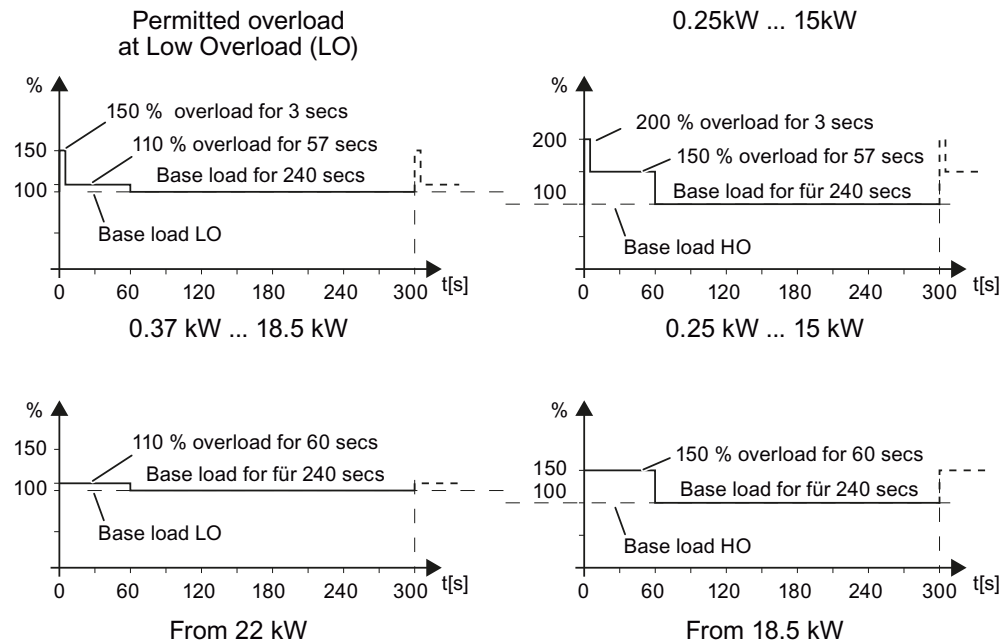 Permitted overload
at Low Overload (LO)
%
150 % overload for 3 secs
110 % overload for 57 secs
Base load for 240 secs
150
100
Base load LO
0 60 120 180 240 300
t[s]
0.37 kW ... 18.5 kW
0.25kW ... 15kW
%
200 % overload for 3 secs
150 % overload for 57 secs
Base load for für 240 secs
200
150
100
Base load HO
0 60 120 180 240 300
t[s]
0.25 kW ... 15 kW
%
110 % overload for 60 secs
Base load for für 240 secs
150
100
Base load LO
0 60 120 180 240 300
t[s]
From 22 kW
%
150 % overload for 60 secs
Base load for für 240 secs
150
100
Base load HO
0 60 120 180 240 300
t[s]
From 18.5 kW